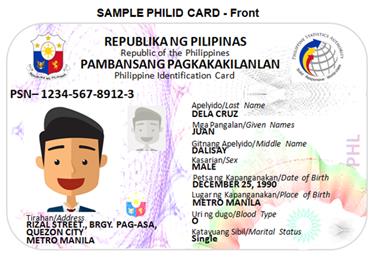 SAMPLE PHILID CARD - Front
REPUBLIKA NG PILIPINAS
Republic of the Philippines
PAMBANSANG PAGKAKAKILANLAN
Philippine Identification Card
PSN– 1234-567-8912-3
Apelyido/Last Name
DELA CRUZ
Mga Pangalan/Given Names
JUAN
Gitnang Apelyido/Middle Name
DALISAY
Kasarian/Sex
MALE
Petsa ng Kapanganakan/Date of Birth
DECEMBER 25, 1990
Lugar ng Kapanganakan/Place of Birth
METRO MANILA
Uri ng dugo/Blood Type
O
Katayuang Sibil/Marital Status
Single
Tirahan/Address
RIZAL STREET., BRGY. PAG-ASA,
QUEZON CITY
METRO MANILA
PHL